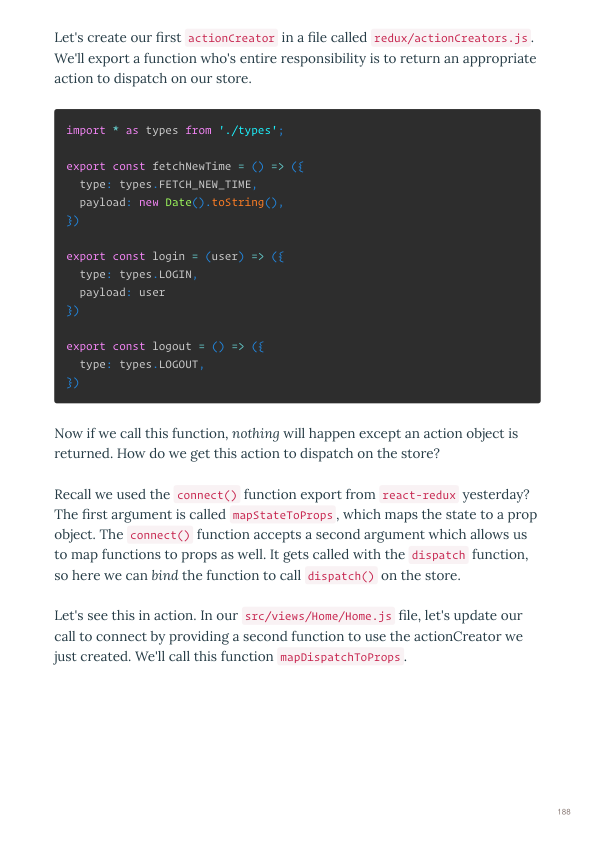 Let's create our first actionCreator in a file called redux/actionCreators.js.
We'll export a function who's entire responsibility is to return an appropriate
action to dispatch on our store.
import * as types from './types';
export const fetchNewTime = () => ({
  type: types.FETCH_NEW_TIME,
  payload: new Date().toString(),
})
export const login = (user) => ({
  type: types.LOGIN,
  payload: user
})
export const logout = () => ({
  type: types.LOGOUT,
})
Now if we call this function, nothing will happen except an action object is
returned. How do we get this action to dispatch on the store?
Recall we used the connect() function export from react-redux yesterday?
The first argument is called mapStateToProps, which maps the state to a prop
object. The connect() function accepts a second argument which allows us
to map functions to props as well. It gets called with the dispatch function,
so here we can bind the function to call dispatch() on the store.
Let's see this in action. In our src/views/Home/Home.js file, let's update our
call to connect by providing a second function to use the actionCreator we
just created. We'll call this function mapDispatchToProps.
188